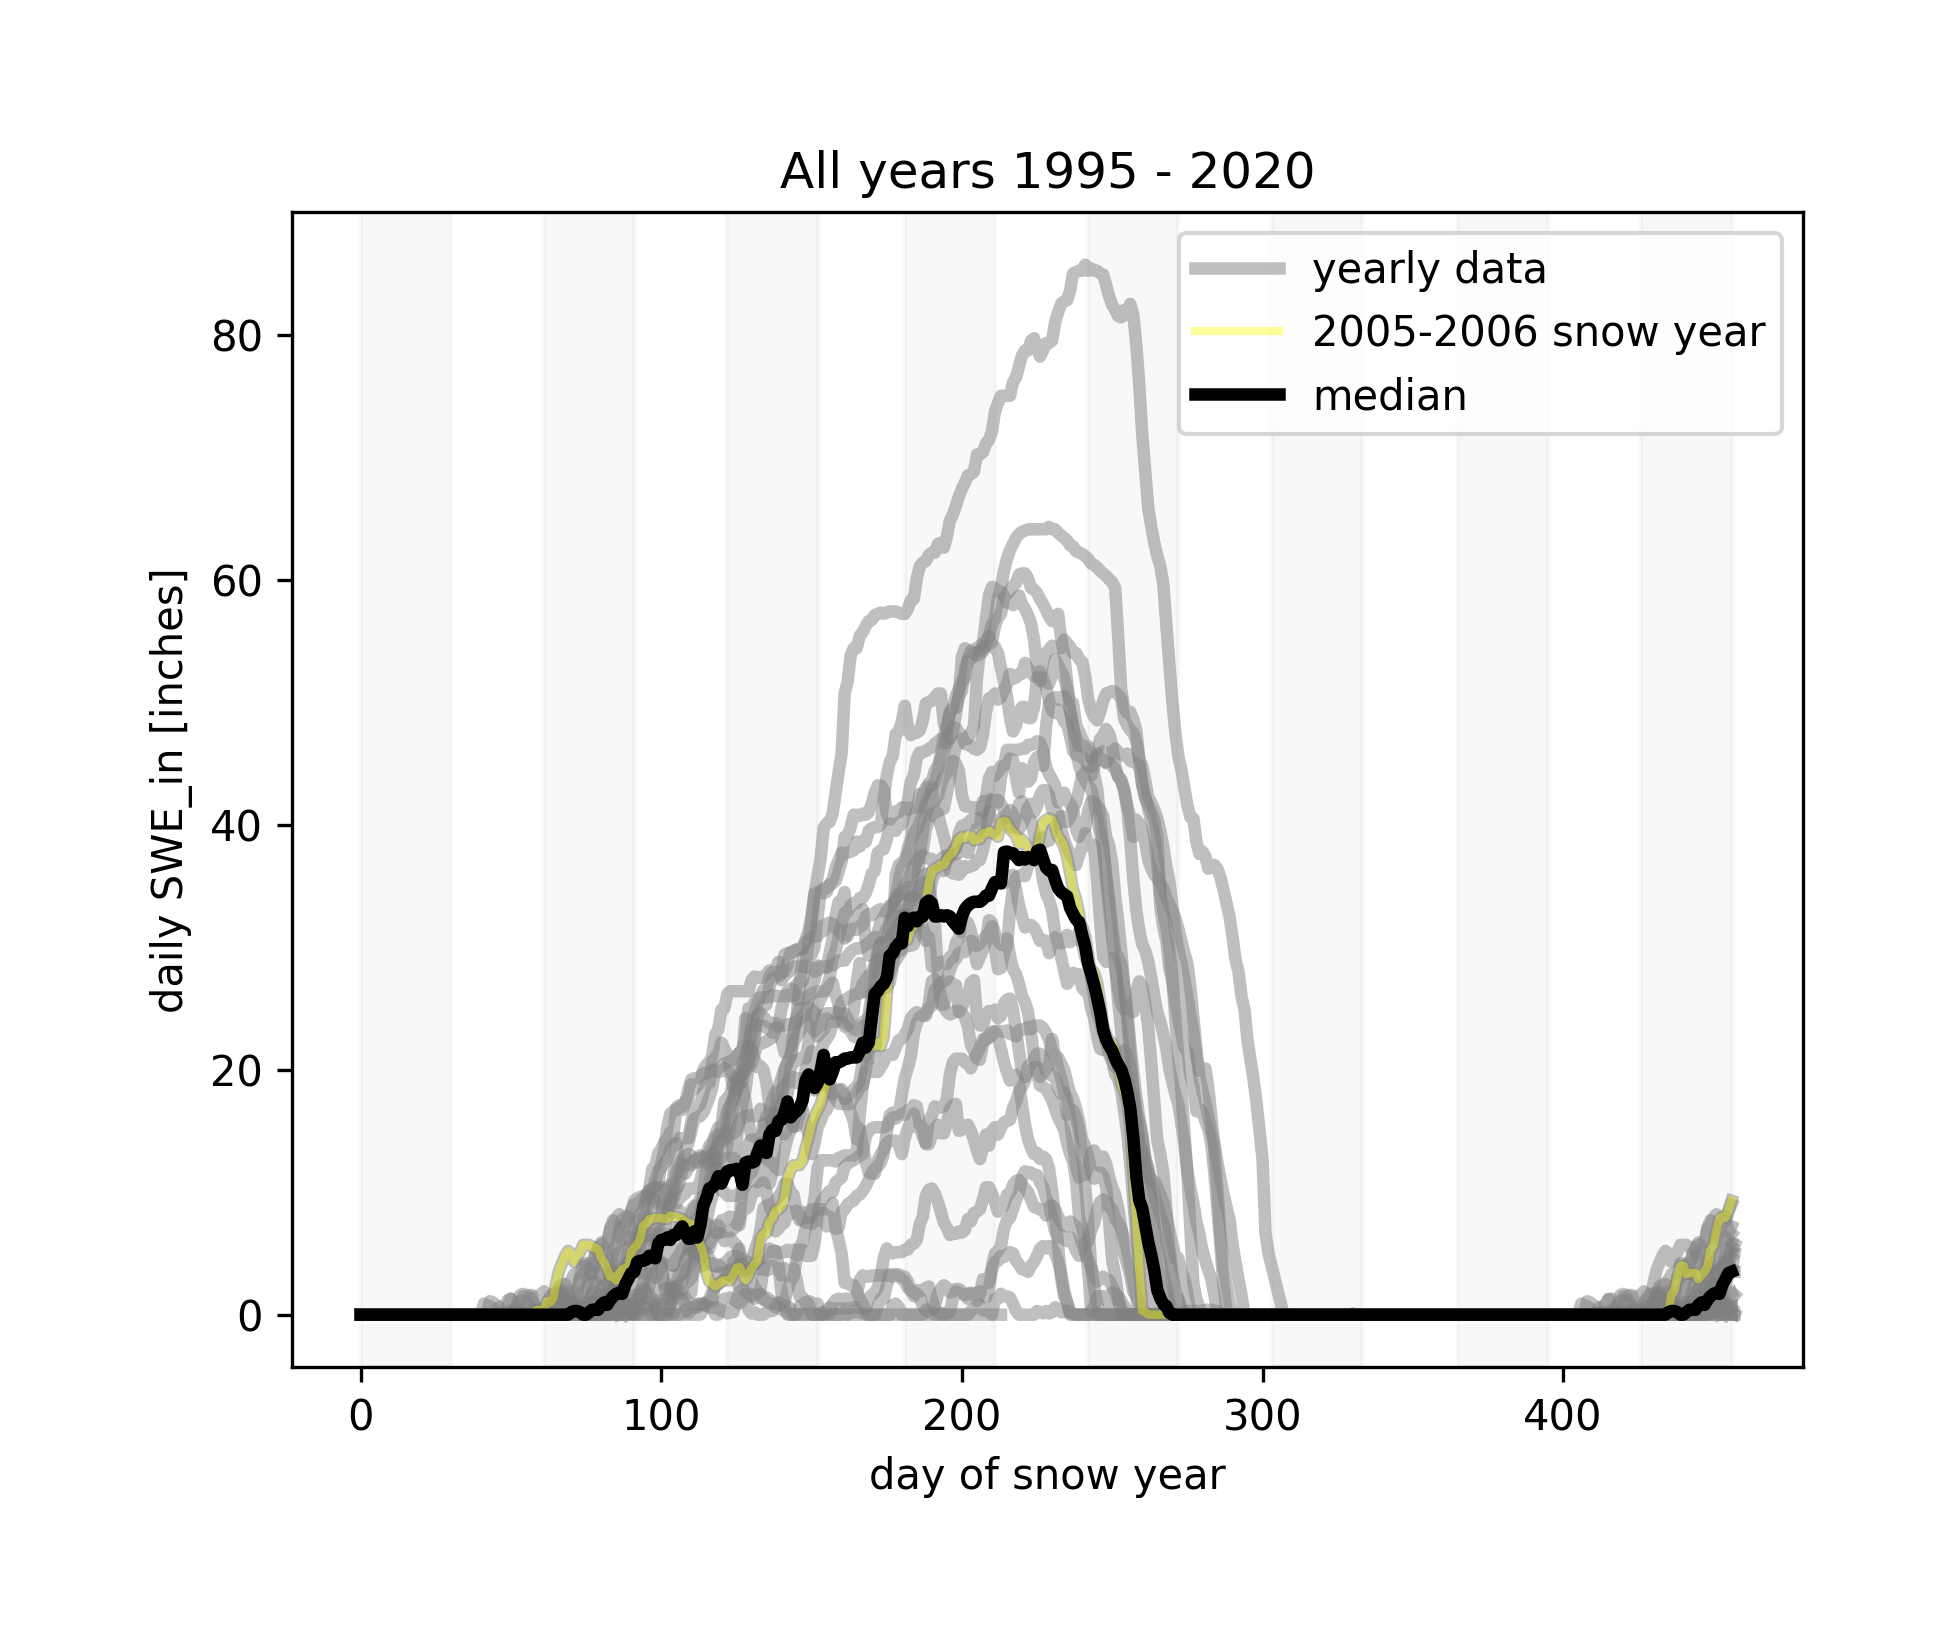 All years 1995 - 2020
yearly data
2005-2006 snow year
median
daily SWE_in [inches]
80
60
40
20
0
0 100 200 300 400
day of snow year